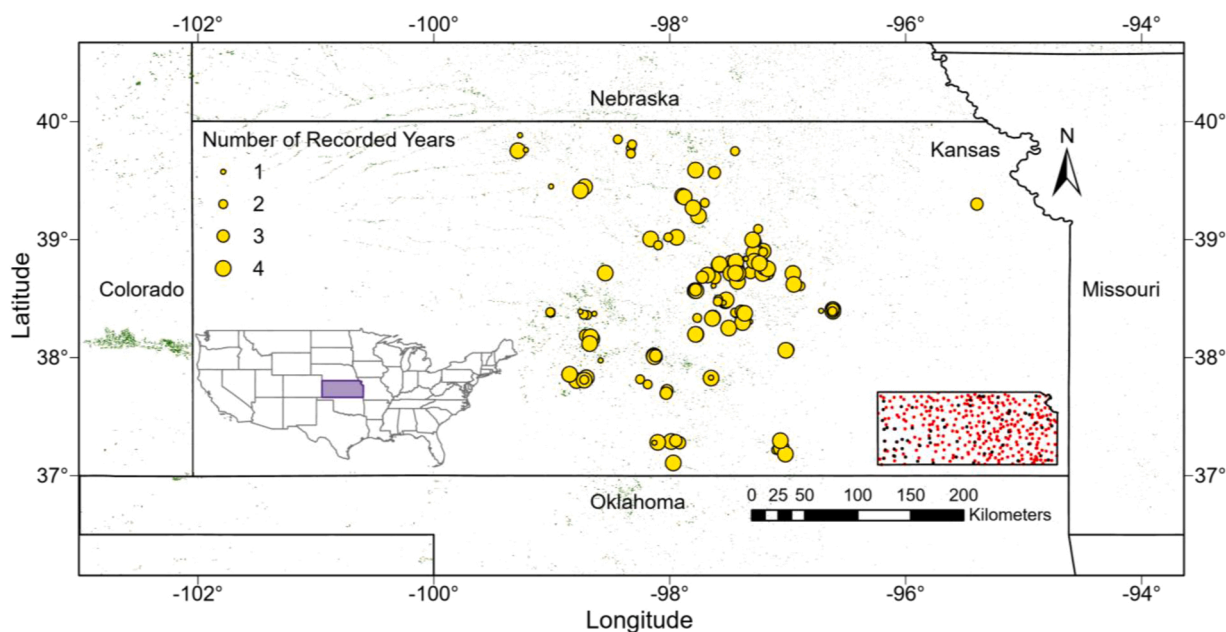 -102° -100° -98° -96° -94°
Nebraska
40° 40°
Number of Recorded Years
Kansas
N
1
2
39° 39°
3
4
Latitude
Colorado
Missouri
38° 38°
37° 37°
Oklahoma
0 25 50 100 150 200
Kilometers
-102° -100° -98° -96° -94°
Longitude